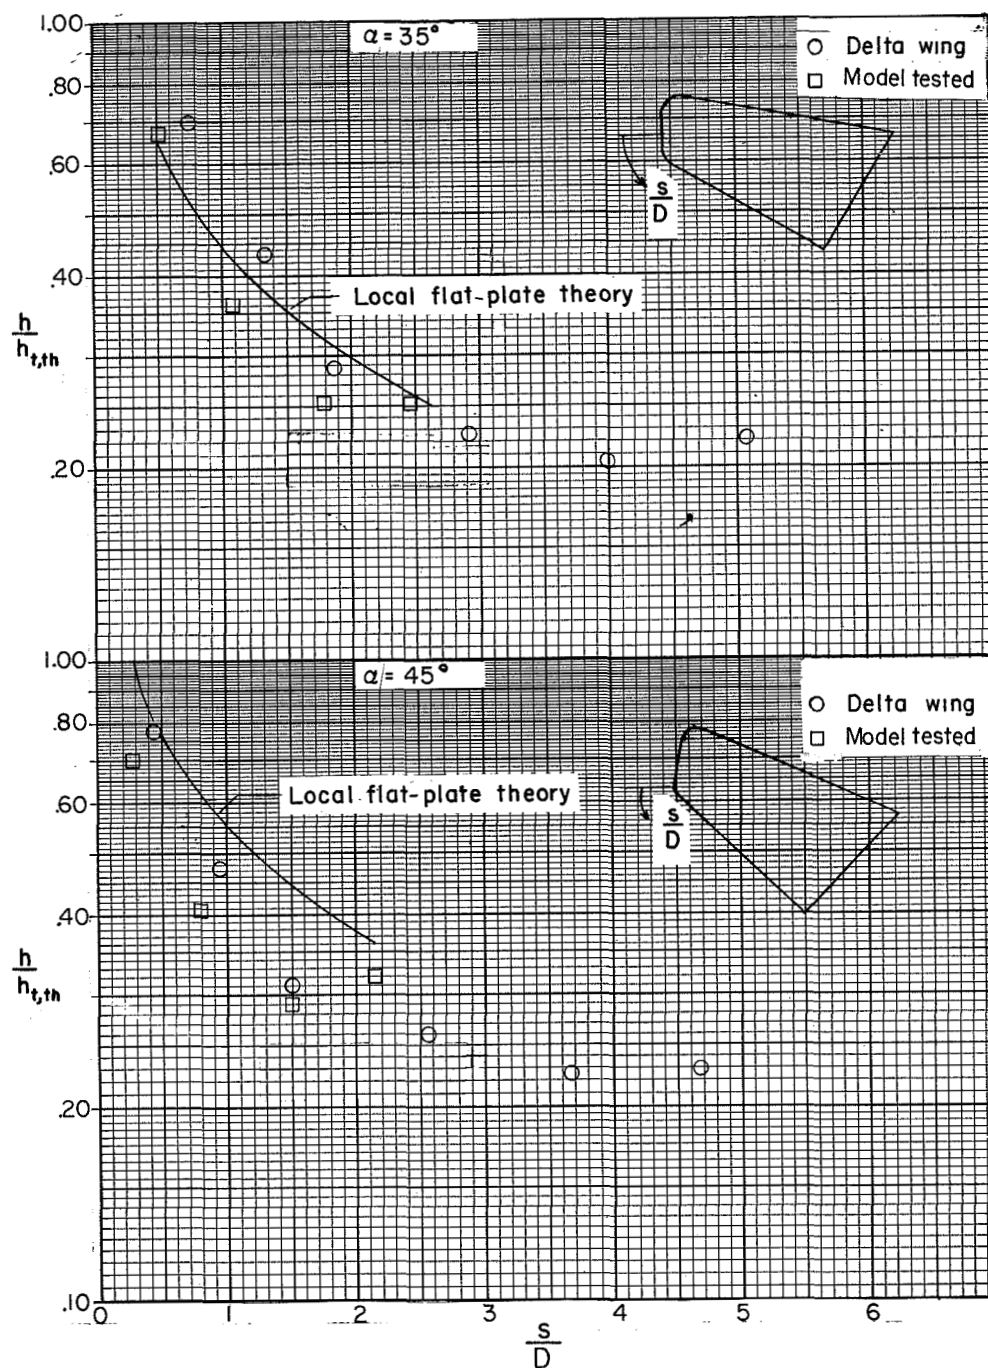 1.00
α = 35°
○ Delta wing
□ Model tested
.80
.60
s
D
.40
Local flat-plate theory
h
h t,th
.20
1.00
α = 45°
○ Delta wing
□ Model tested
.80
Local flat-plate theory
s
D
.60
.40
h
h t,th
.20
.10
0 1 2 3 4 5 6
s
D